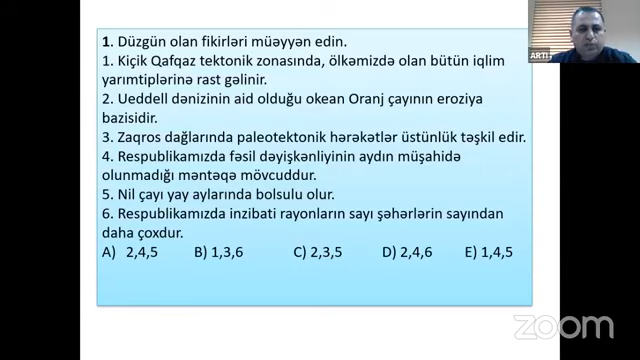 1. Düzgün olan fikirləri müəyyən edin.
1. Kiçik Qafqaz tektonik zonasında, ölkəmizdə olan bütün iqlim
yarımtiplərinə rast gəlinir.
2. Ueddell dənizinin aid olduğu okean Oranj çayının eroziya
bazisidir.
3. Zaqros dağlarında paleotektonik hərəkətlər üstünlük təşkil edir.
4. Respublikamızda fəsil dəyişkənliyinin aydın müşahidə
olunmadığı məntəqə mövcuddur.
5. Nil çayı yay aylarında bolsulu olur.
6. Respublikamızda inzibati rayonların sayı şəhərlərin sayından
daha çoxdur.
A) 2,4,5 B) 1,3,6 C) 2,3,5 D) 2,4,6 E) 1,4,5
ARTI
zoom